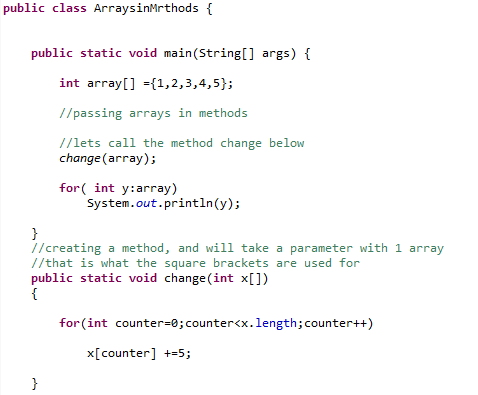 public class ArraysinMrthods {
public static void main(String[] args) {
int array[] ={1,2,3,4,5};
//passing arrays in methods
//lets call the method change below
change(array);
for( int y:array)
System.out.println(y);
}
//creating a method, and will take a parameter with 1 array
//that is what the square brackets are used for
public static void change(int x[])
{
for(int counter=0;counter<x.length;counter++)
x[counter] +=5;
}